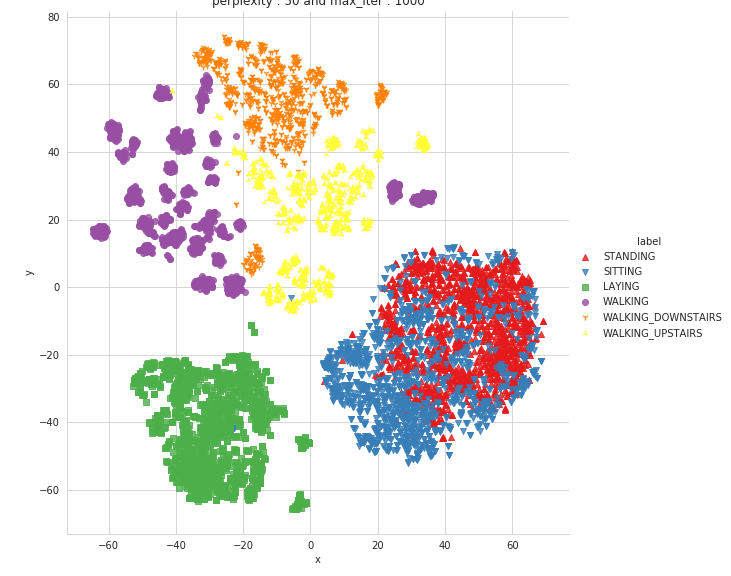 perplexity : 50 and max_iter : 1000
80
60
40
20
0
−20
−40
−60
y
−60
−40
−20
0
20
40
60
x
label
STANDING
SITTING
LAYING
WALKING
WALKING_DOWNSTAIRS
WALKING_UPSTAIRS